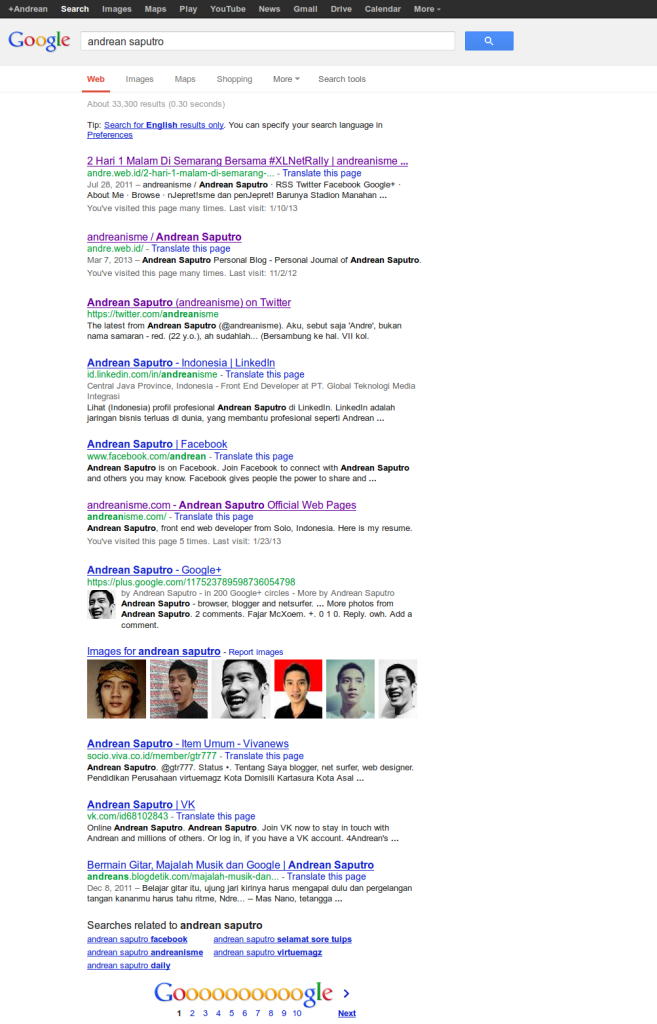 +Andrean Search Images Maps Play YouTube News Gmail Drive Calendar More
Google andrean saputro
Web Images Maps Shopping More Search tools
About 33,300 results (0.30 seconds)
Tip: Search for English results only. You can specify your search language in
Preferences
2 Hari 1 Malam Di Semarang Bersama #XLNetRally | andreanisme ...
andre.web.id/2-hari-1-malam-di-semarang-... - Translate this page
Jul 28, 2011 – andreanisme / Andrean Saputro · RSS Twitter Facebook Google+ ·
About Me · Browse · nJepret!sme dan penJepret! Barunya Stadion Manahan ...
You've visited this page many times. Last visit: 1/10/13
andreanisme / Andrean Saputro
andre.web.id/ - Translate this page
Mar 7, 2013 – Andrean Saputro Personal Blog - Personal Journal of Andrean Saputro.
You've visited this page many times. Last visit: 11/2/12
Andrean Saputro (andreanisme) on Twitter
https://twitter.com/andreanisme
The latest from Andrean Saputro (@andreanisme). Aku, sebut saja 'Andre', bukan
nama samaran - red. (22 y.o.), ah sudahlah... (Bersambung ke hal. VII kol.
Andrean Saputro - Indonesia | LinkedIn
id.linkedin.com/in/andreanisme - Translate this page
Central Java Province, Indonesia - Front End Developer at PT. Global Teknologi Media
Integrasi
Lihat (Indonesia) profil profesional Andrean Saputro di LinkedIn. LinkedIn adalah
jaringan bisnis terluas di dunia, yang membantu profesional seperti Andrean ...
Andrean Saputro | Facebook
www.facebook.com/andrean - Translate this page
Andrean Saputro is on Facebook. Join Facebook to connect with Andrean Saputro
and others you may know. Facebook gives people the power to share and ...
andreanisme.com - Andrean Saputro Official Web Pages
andreanisme.com/ - Translate this page
Andrean Saputro, front end web developer from Solo, Indonesia. Here is my resume.
You've visited this page 5 times. Last visit: 1/23/13
Andrean Saputro - Google+
https://plus.google.com/117523789598736054798
by Andrean Saputro - in 200 Google+ circles - More by Andrean Saputro
Andrean Saputro - browser, blogger and netsurfer. ... More photos from
Andrean Saputro. 2 comments. Fajar McXoem. +. 0 1 0. Reply. owh. Add a
comment.
Images for andrean saputro - Report images
Andrean Saputro - Item Umum - Vivanews
socio.viva.co.id/member/gtr777 - Translate this page
Andrean Saputro. @gtr777. Status •. Tentang Saya blogger, net surfer, web designer.
Pendidikan Perusahaan virtuemagz Kota Domisili Kartasura Kota Asal ...
Andrean Saputro | VK
vk.com/id68102843 - Translate this page
Online Andrean Saputro. Andrean Saputro. Join VK now to stay in touch with
Andrean and millions of others. Or log in, if you have a VK account. 4Andrean's ...
Bermain Gitar, Majalah Musik dan Google | Andrean Saputro
andreans.blogdetik.com/majalah-musik-dan... - Translate this page
Dec 8, 2011 – Belajar gitar itu, ujung jari kirinya harus mengapal dulu dan pergelangan
tangan kananmu harus tahu ritme, Ndre... – Mas Nano, tetangga ...
Searches related to andrean saputro
andrean saputro facebook andrean saputro selamat sore tuips
andrean saputro andreanisme andrean saputro virtuemagz
andrean saputro daily
Goooooooooogle
1 2 3 4 5 6 7 8 9 10 Next